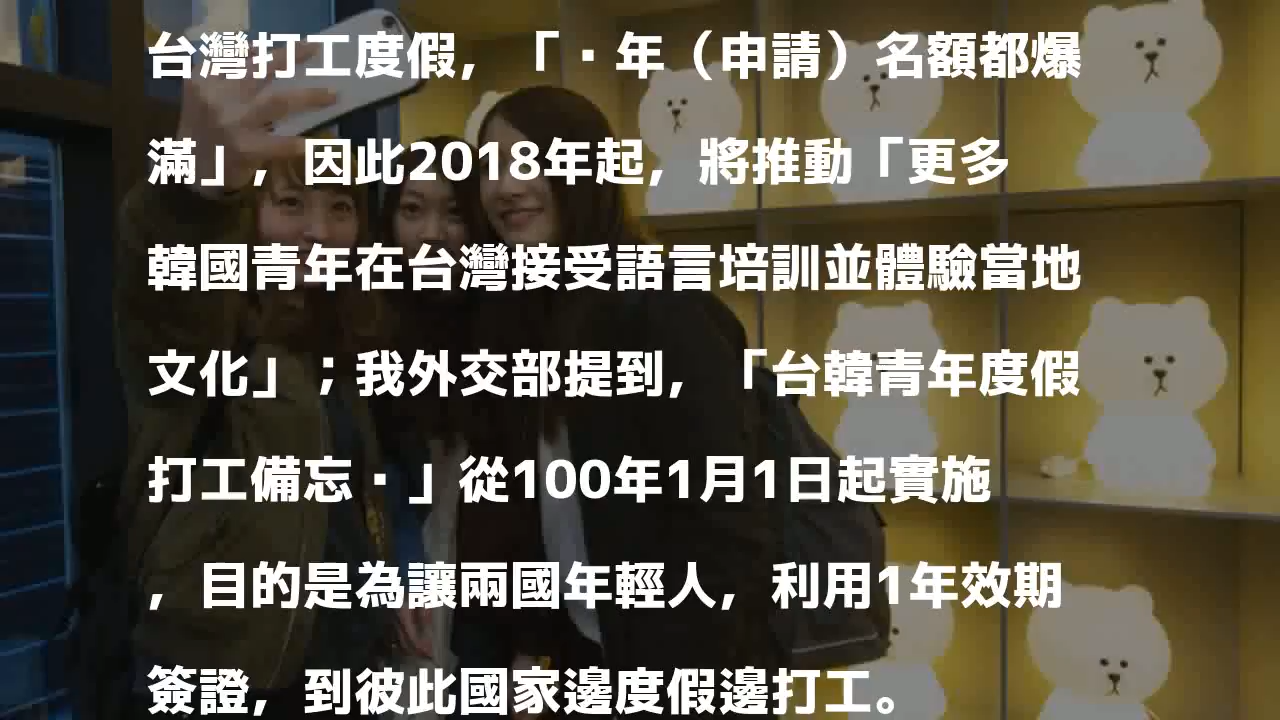 台灣打工度假，「·年（申請）名額都爆
滿」，因此2018年起，將推動「更多
韓國青年在台灣接受語言培訓並體驗當地
文化」；我外交部提到，「台韓青年度假
打工備忘·」從100年1月1日起實施
，目的是為讓兩國年輕人，利用1年效期
簽證，到彼此國家邊度假邊打工。